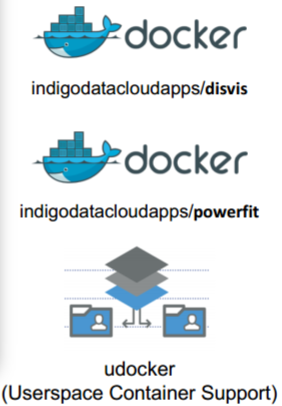 docker
indigodatacloudapps/disvis
docker
indigodatacloudapps/powerfit
udocker
(Userspace Container Support)